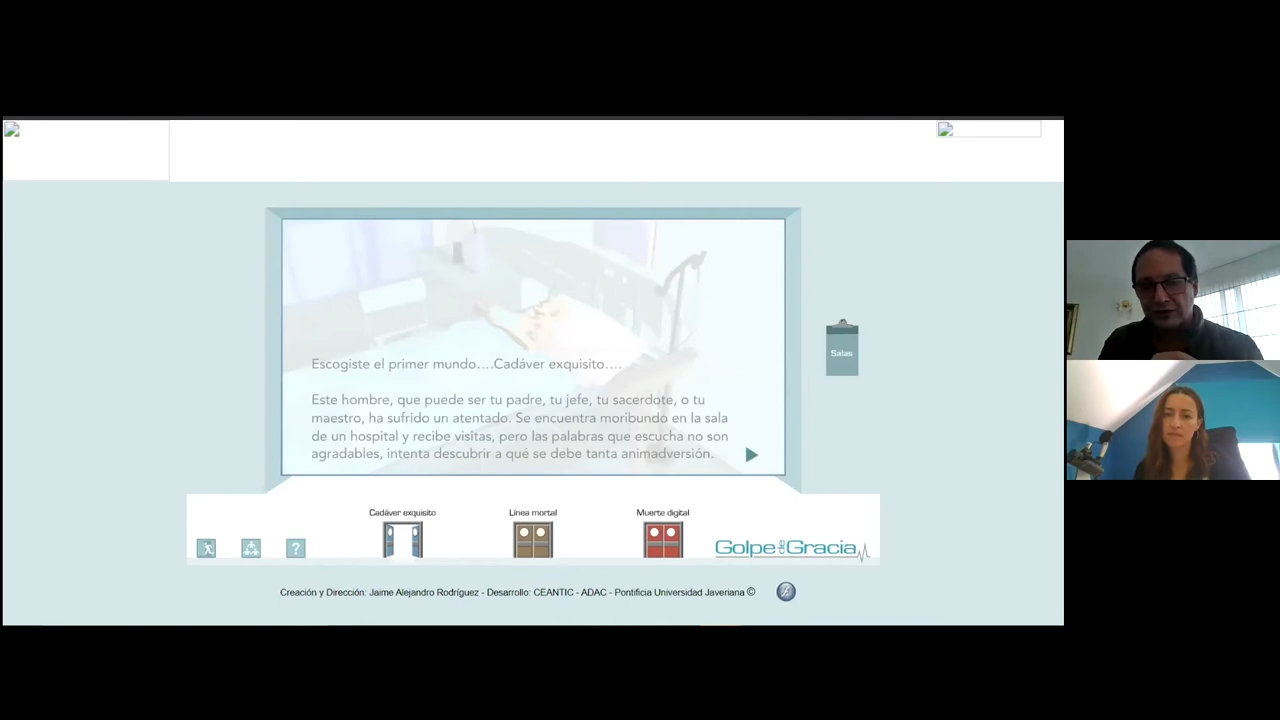 Escogiste el primer mundo....Cadáver exquisito....
Este hombre, que puede ser tu padre, tu jefe, tu sacerdote, o tu
maestro, ha sufrido un atentado. Se encuentra moribundo en la sala
de un hospital y recibe visitas, pero las palabras que escucha no son
agradables, intenta descubrir a qué se debe tanta animadversión.
Salas
Cadáver exquisito
Línea mortal
Muerte digital
?
Golpe de Gracia
Creación y Dirección: Jaime Alejandro Rodríguez - Desarrollo: CEANTIC - ADAC - Pontificia Universidad Javeriana ©